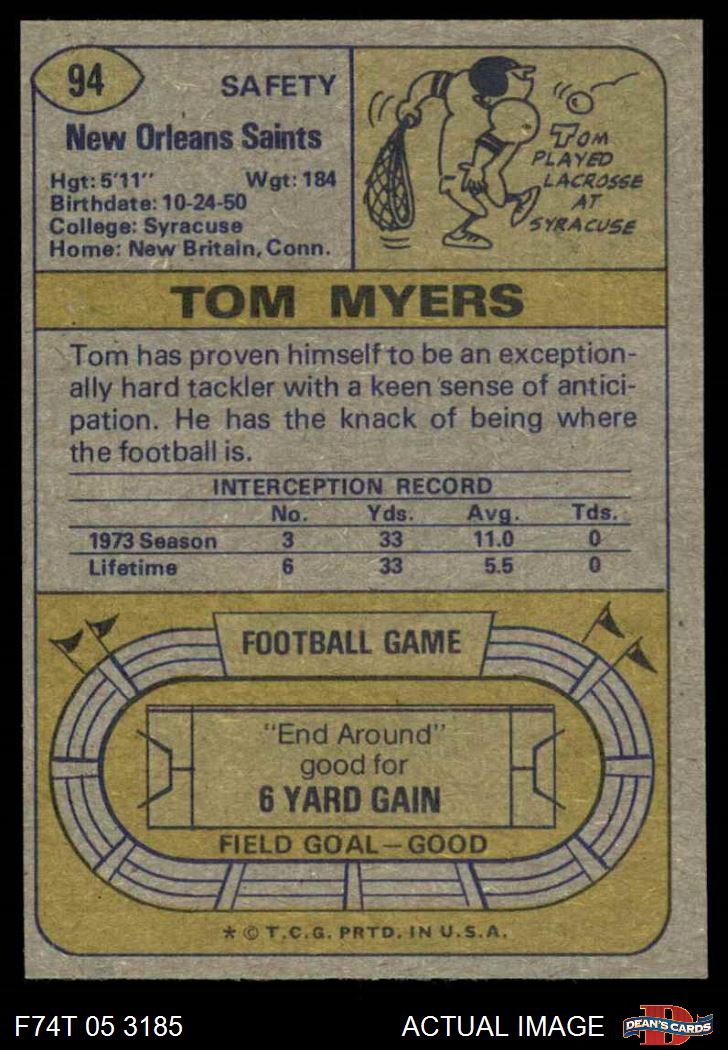 94
SAFETY
New Orleans Saints
Hgt: 5'11" Wgt: 184
Birthdate: 10-24-50
College: Syracuse
Home: New Britain, Conn.
TOM
PLAYED
LACROSSE
AT
SYRACUSE
TOM MYERS
Tom has proven himself to be an exception-
ally hard tackler with a keen sense of antici-
pation. He has the knack of being where
the football is.
INTERCEPTION RECORD
No. Yds. Avg. Tds.
1973 Season 3 33 11.0 0
Lifetime 6 33 5.5 0
FOOTBALL GAME
"End Around"
good for
6 YARD GAIN
FIELD GOAL—GOOD
* © T.C.G. PRTD. IN U.S.A.
F74T 05 3185 ACTUAL IMAGE
D
DEAN'S CARDS